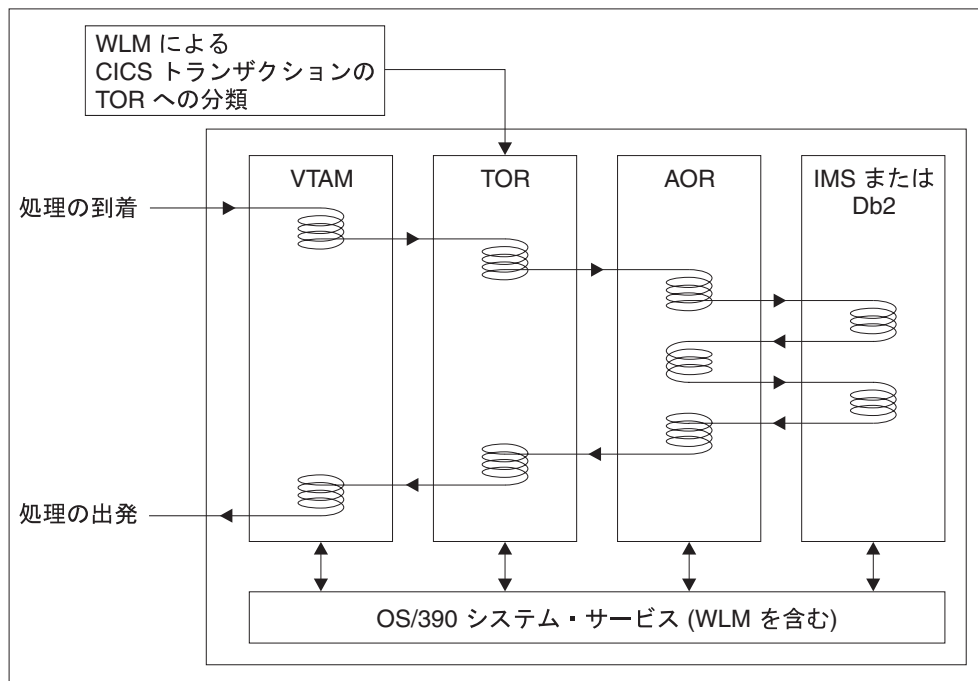 WLM による
CICS トランザクションの
TOR への分類
VTAM
TOR
AOR
IMS または
Db2
処理の到着
処理の出発
OS/390 システム・サービス (WLM を含む)